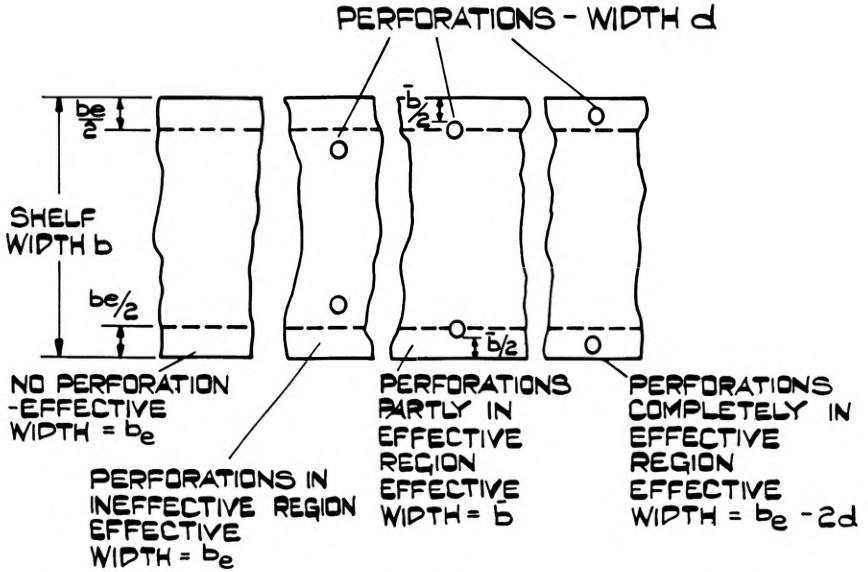 PERFORATIONS - WIDTH d
be/2
b̄/2
SHELF
WIDTH b
be/2
b̄/2
NO PERFORATION
-EFFECTIVE
WIDTH = be
PERFORATIONS IN
INEFFECTIVE REGION
EFFECTIVE
WIDTH = be
PERFORATIONS
PARTLY IN
EFFECTIVE
REGION
EFFECTIVE
WIDTH = b̄
PERFORATIONS
COMPLETELY IN
EFFECTIVE
REGION
EFFECTIVE
WIDTH = be - 2d